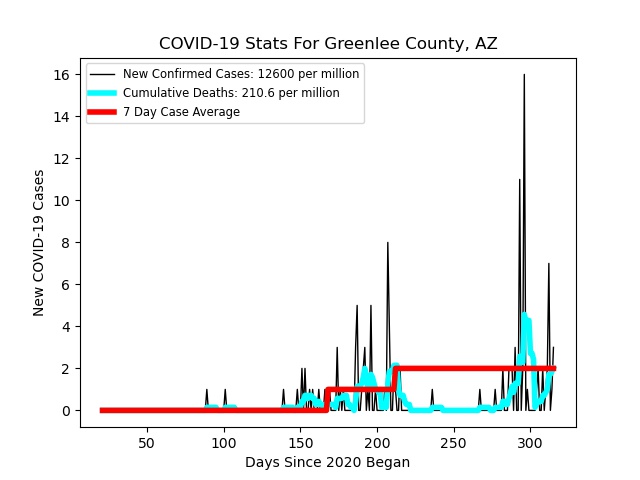 COVID-19 Stats For Greenlee County, AZ
New Confirmed Cases: 12600 per million
Cumulative Deaths: 210.6 per million
7 Day Case Average
New COVID-19 Cases
16
14
12
10
8
6
4
2
0
50 100 150 200 250 300
Days Since 2020 Began